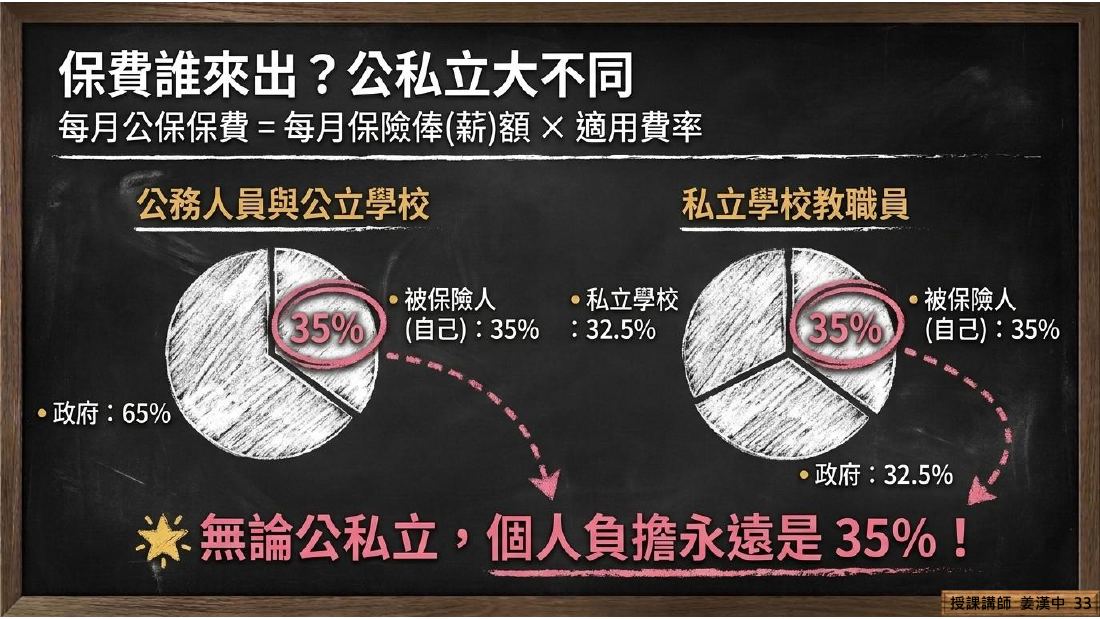 保費誰來出？公私立大不同
每月公保保費 = 每月保險俸(薪)額 × 適用費率
公務人員與公立學校
35%
• 被保險人
(自己)：35%
• 政府：65%
私立學校教職員
• 私立學校
：32.5%
35%
• 被保險人
(自己)：35%
• 政府：32.5%
無論公私立，個人負擔永遠是 35%！
授課講師 姜漢中 33